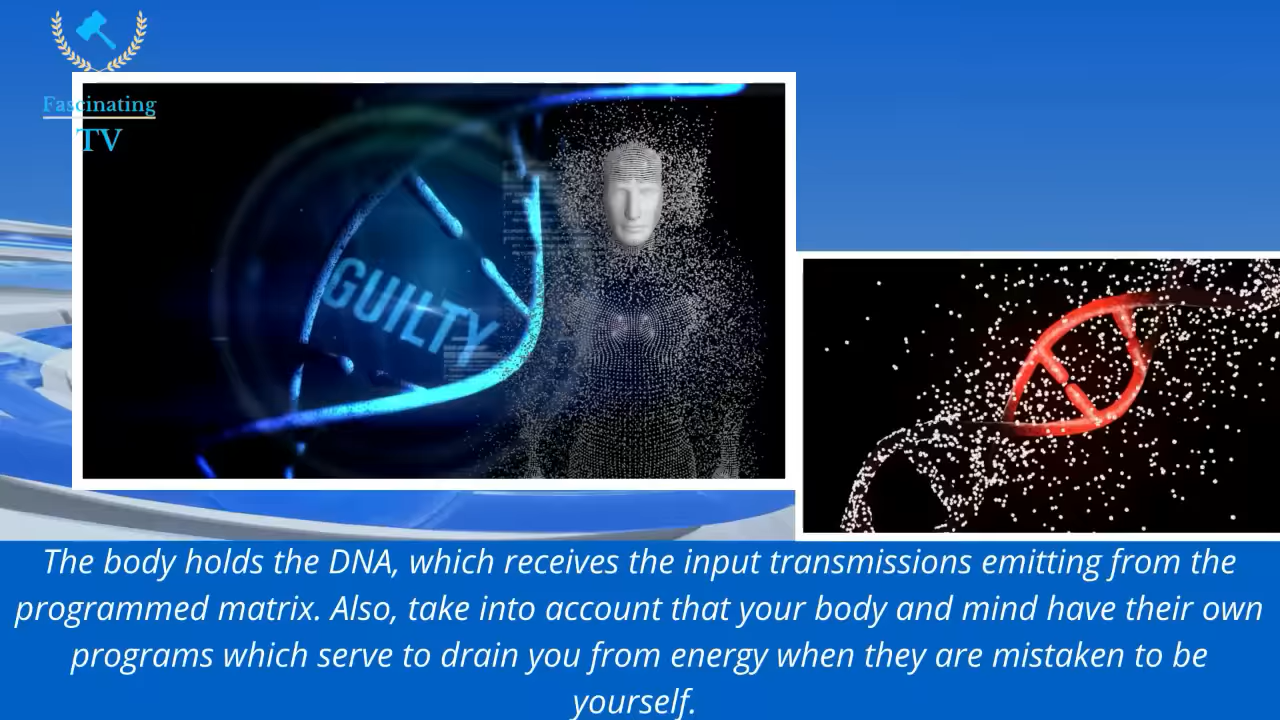 Fascinating
TV
GUILTY
The body holds the DNA, which receives the input transmissions emitting from the
programmed matrix. Also, take into account that your body and mind have their own
programs which serve to drain you from energy when they are mistaken to be
yourself.